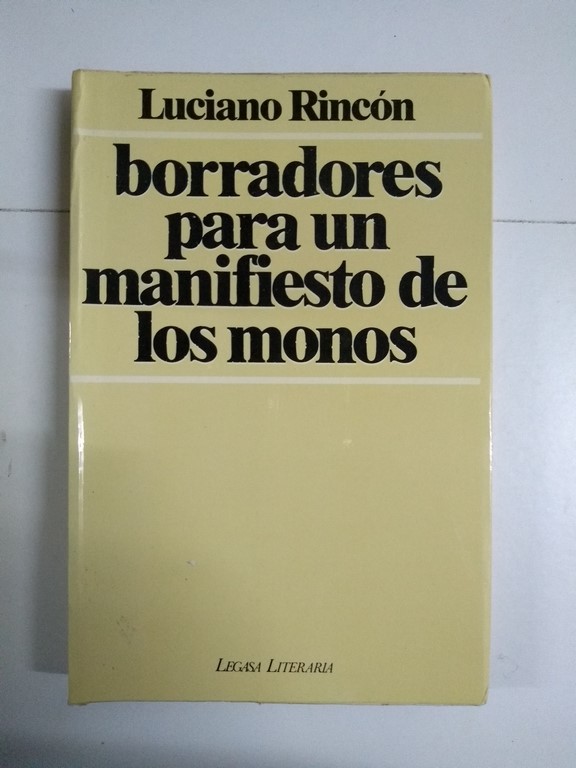 Luciano Rincón
borradores
para un
manifiesto de
los monos
LEGASA LITERARIA